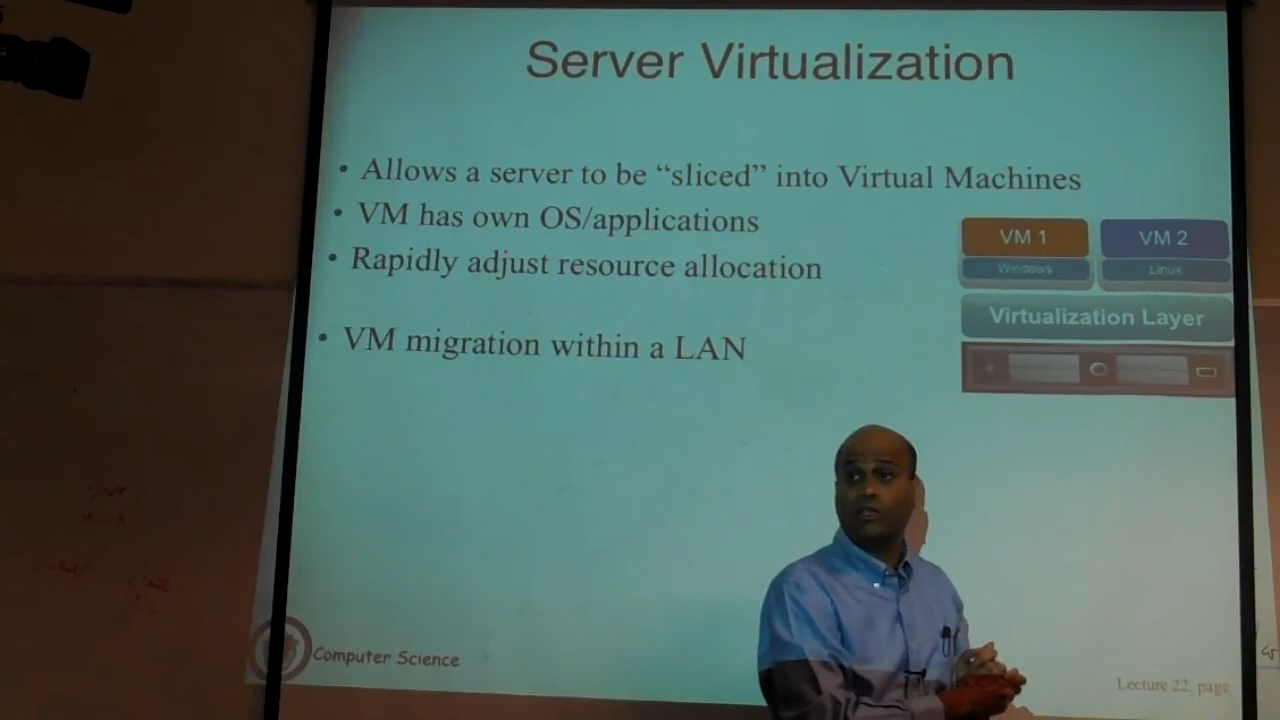 Server Virtualization
• Allows a server to be “sliced” into Virtual Machines
• VM has own OS/applications
• Rapidly adjust resource allocation
• VM migration within a LAN
VM 1
VM 2
Windows
Linux
Virtualization Layer
Computer Science
Lecture 22, page